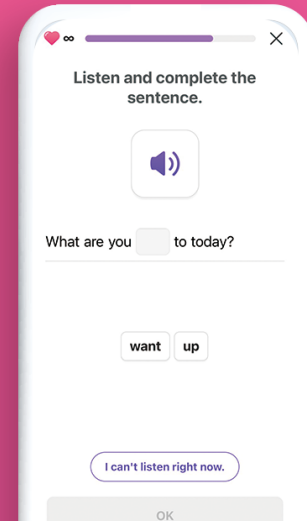 ∞
Listen and complete the
sentence.
What are you to today?
want up
I can't listen right now.
OK